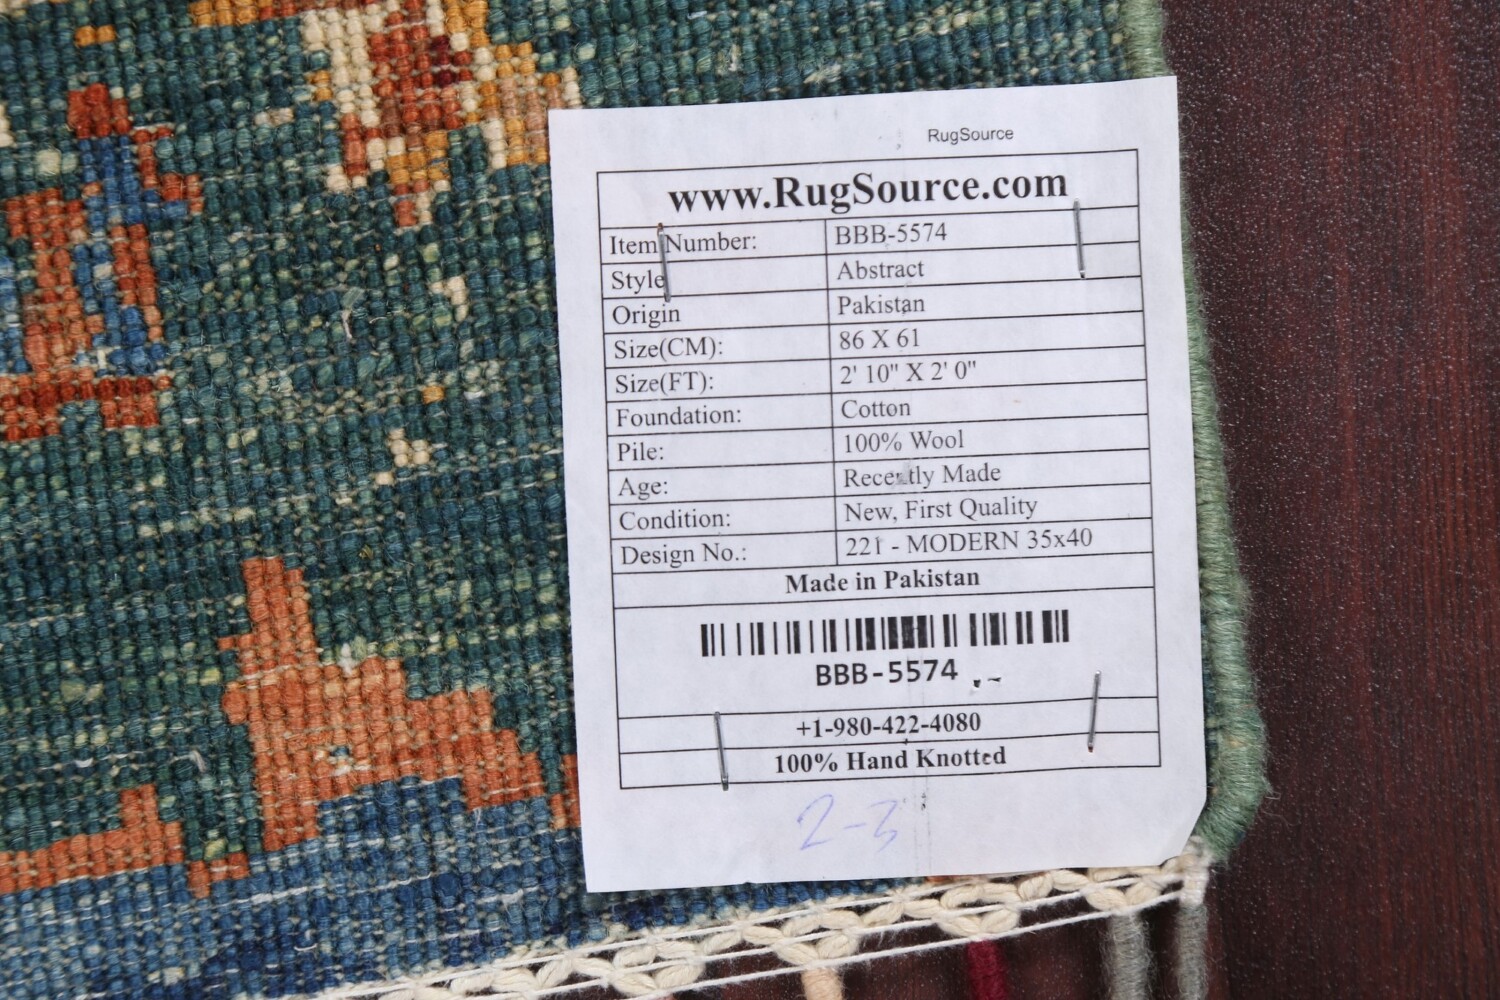 RugSource
www.RugSource.com
Item Number: BBB-5574
Style Abstract
Origin Pakistan
Size(CM): 86 X 61
Size(FT): 2' 10" X 2' 0"
Foundation: Cotton
Pile: 100% Wool
Age: Recently Made
Condition: New, First Quality
Design No.: 221 - MODERN 35x40
Made in Pakistan
BBB-5574
+1-980-422-4080
100% Hand Knotted
2-3